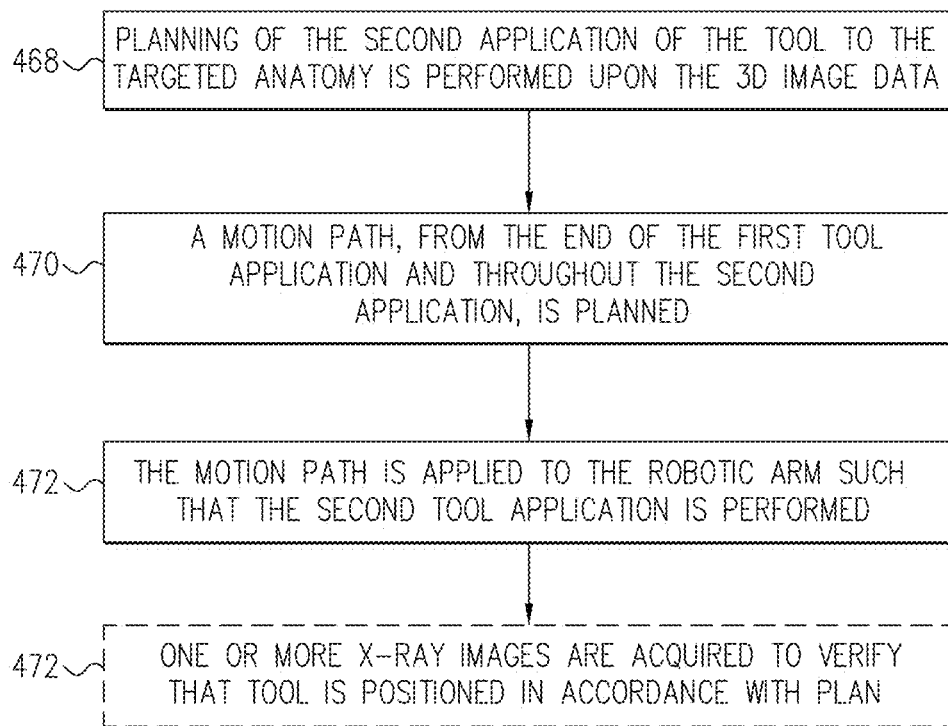 468
PLANNING OF THE SECOND APPLICATION OF THE TOOL TO THE
TARGETED ANATOMY IS PERFORMED UPON THE 3D IMAGE DATA
470
A MOTION PATH, FROM THE END OF THE FIRST TOOL
APPLICATION AND THROUGHOUT THE SECOND
APPLICATION, IS PLANNED
472
THE MOTION PATH IS APPLIED TO THE ROBOTIC ARM SUCH
THAT THE SECOND TOOL APPLICATION IS PERFORMED
472
ONE OR MORE X-RAY IMAGES ARE ACQUIRED TO VERIFY
THAT TOOL IS POSITIONED IN ACCORDANCE WITH PLAN